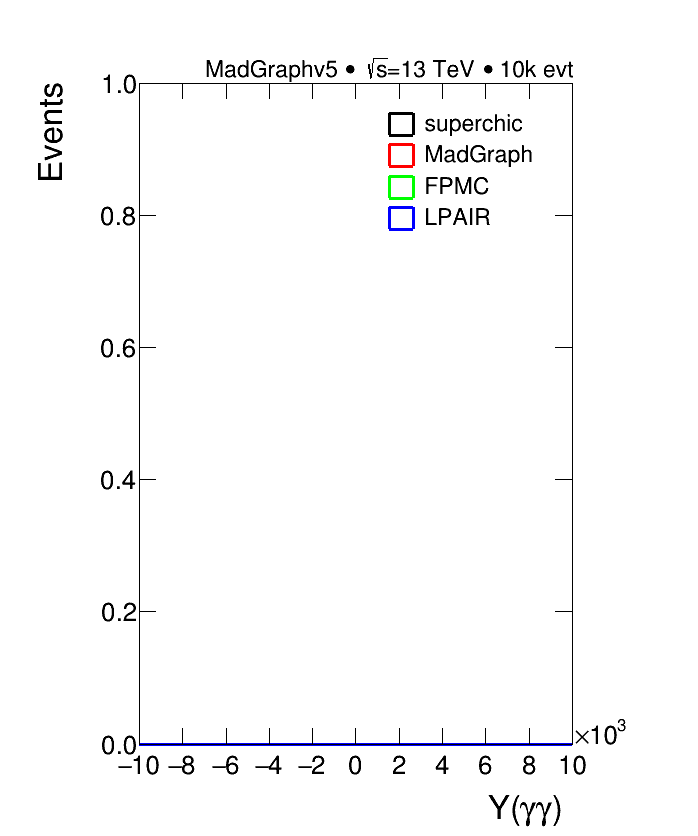 MadGraphv5 • √s=13 TeV • 10k evt
Events
superchic
MadGraph
FPMC
LPAIR
1.0
0.8
0.6
0.4
0.2
0.0
−10 −8 −6 −4 −2 0 2 4 6 8 10
×10³
Y(γγ)